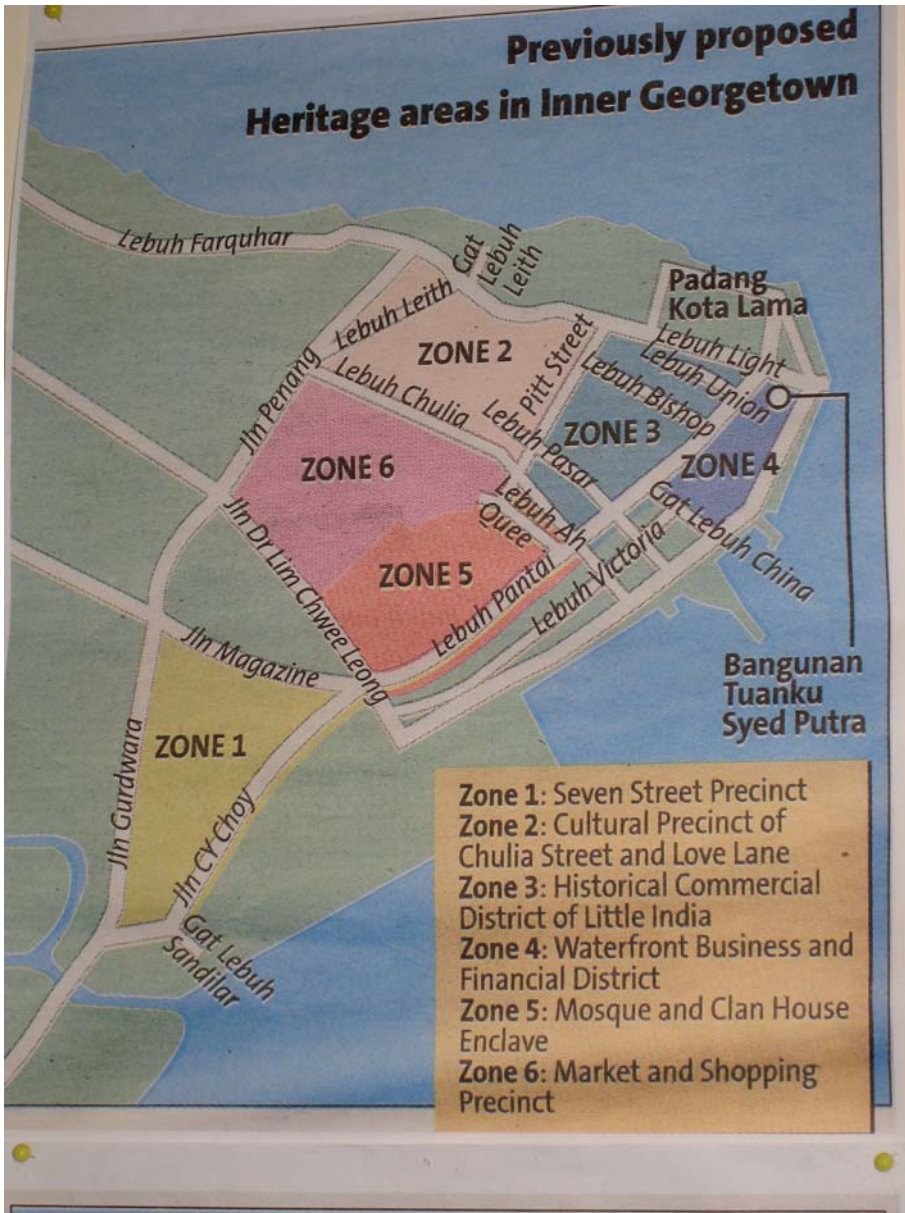 Previously proposed
Heritage areas in Inner Georgetown
Lebuh Farquhar
Gat
Lebuh
Leith
Padang
Kota Lama
Lebuh Leith
ZONE 2
Pitt Street
Lebuh Light
Lebuh Union
Lebuh Bishop
Jln Penang
Lebuh Chulia
Lebuh Pasar
ZONE 3
ZONE 4
ZONE 6
Lebuh Ah
Quee
Gat Lebuh China
Jln Dr Lim Chwee Leong
ZONE 5
Lebuh Pantai
Lebuh Victoria
Bangunan
Tuanku
Syed Putra
Jln Magazine
ZONE 1
Jln Gurdwara
Jln CY Choy
Gat Lebuh
Sandilar
Zone 1: Seven Street Precinct
Zone 2: Cultural Precinct of
Chulia Street and Love Lane
Zone 3: Historical Commercial
District of Little India
Zone 4: Waterfront Business and
Financial District
Zone 5: Mosque and Clan House
Enclave
Zone 6: Market and Shopping
Precinct